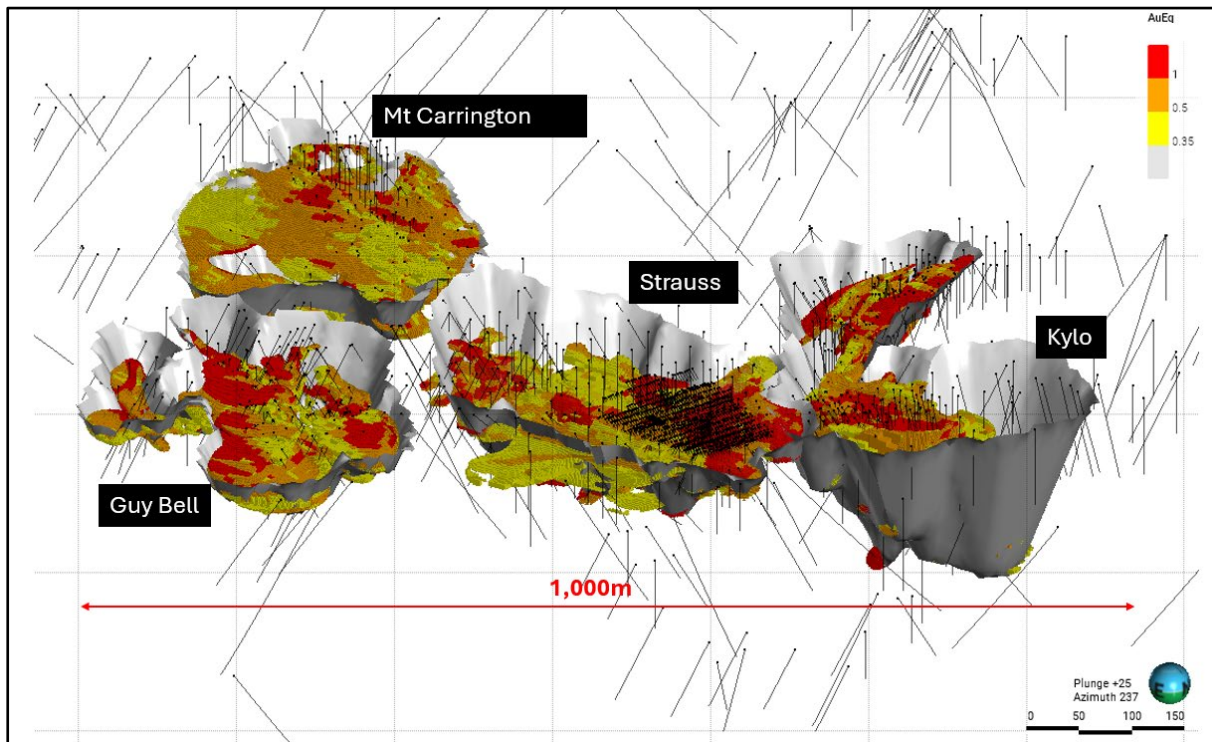 AuEq
1
0.5
0.35
Mt Carrington
Strauss
Kylo
Guy Bell
1,000m
Plunge +25
Azimuth 237
E N
0 50 100 150